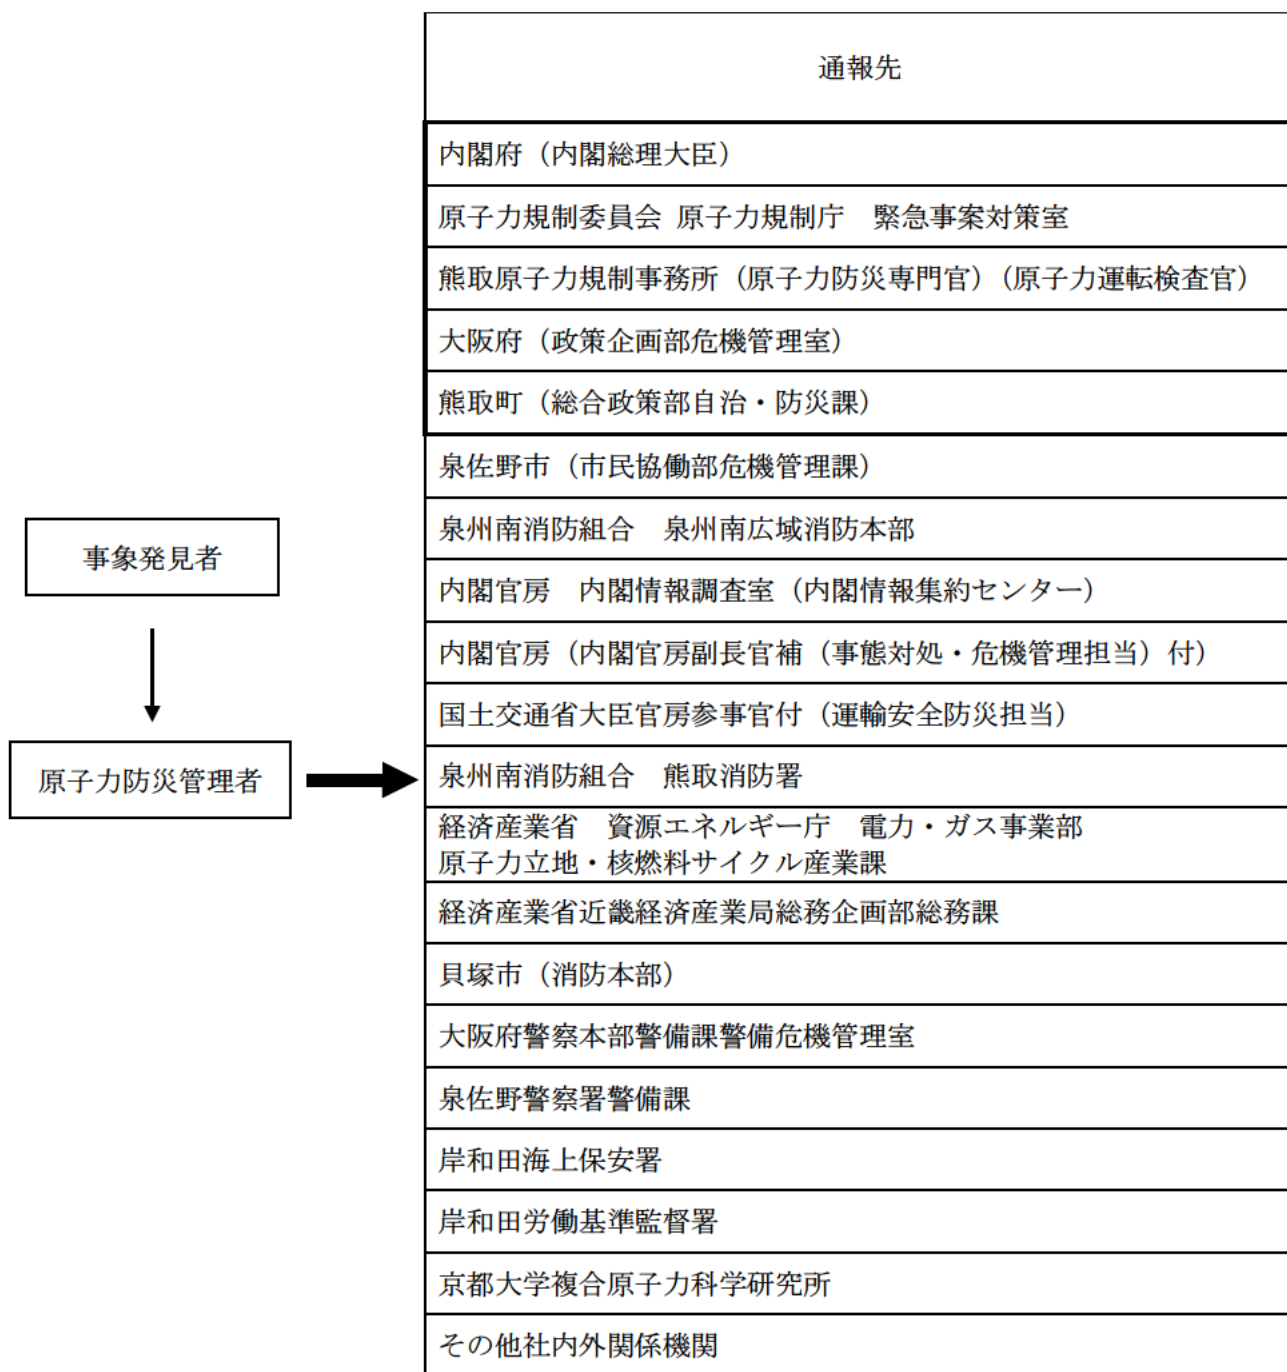 通報先
内閣府（内閣総理大臣）
原子力規制委員会 原子力規制庁　緊急事案対策室
熊取原子力規制事務所（原子力防災専門官）（原子力運転検査官）
大阪府（政策企画部危機管理室）
熊取町（総合政策部自治・防災課）
泉佐野市（市民協働部危機管理課）
泉州南消防組合　泉州南広域消防本部
内閣官房　内閣情報調査室（内閣情報集約センター）
内閣官房（内閣官房副長官補（事態対処・危機管理担当）付）
国土交通省大臣官房参事官付（運輸安全防災担当）
泉州南消防組合　熊取消防署
経済産業省　資源エネルギー庁　電力・ガス事業部
原子力立地・核燃料サイクル産業課
経済産業省近畿経済産業局総務企画部総務課
貝塚市（消防本部）
大阪府警察本部警備課警備危機管理室
泉佐野警察署警備課
岸和田海上保安署
岸和田労働基準監督署
京都大学複合原子力科学研究所
その他社内外関係機関
事象発見者
原子力防災管理者